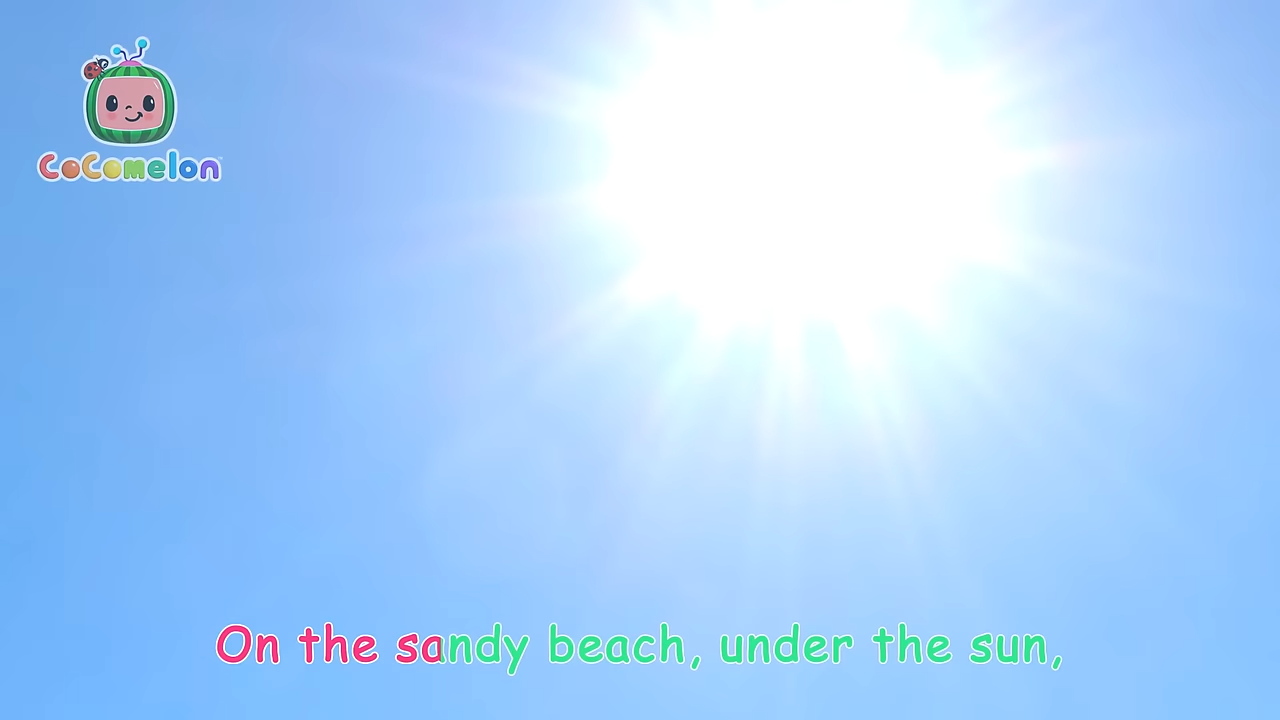 CoComelon
On the sandy beach, under the sun,